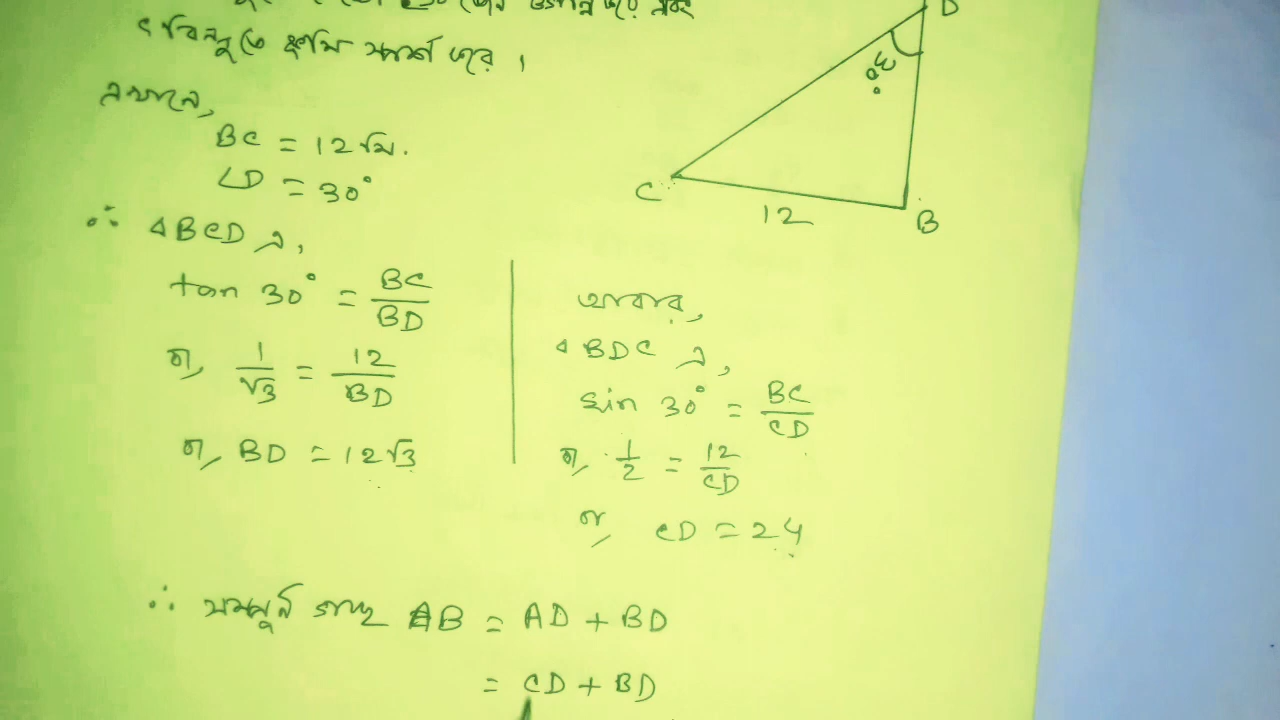 বিন্দুতে ভূমি স্পর্শ করে ।
এখানে,
BC = 12 মি.
∠D = 30°
∴ △BCD এ,
tan 30° = BC/BD
বা, 1/√3 = 12/BD
বা, BD = 12√3
আবার,
△BDC এ,
sin 30° = BC/CD
বা, 1/2 = 12/CD
বা, CD = 24
∴ সম্পূর্ন গাছ AB = AD + BD
= CD + BD
D
30°
C
12
B